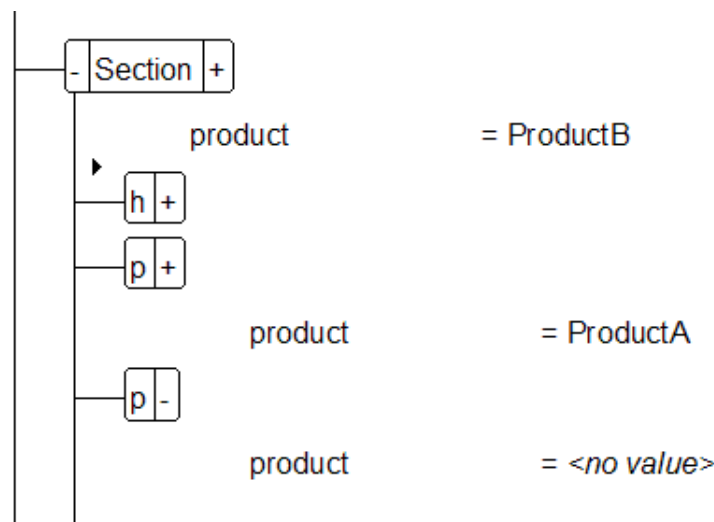 - Section +
product = ProductB
h +
p +
product = ProductA
p -
product = <no value>